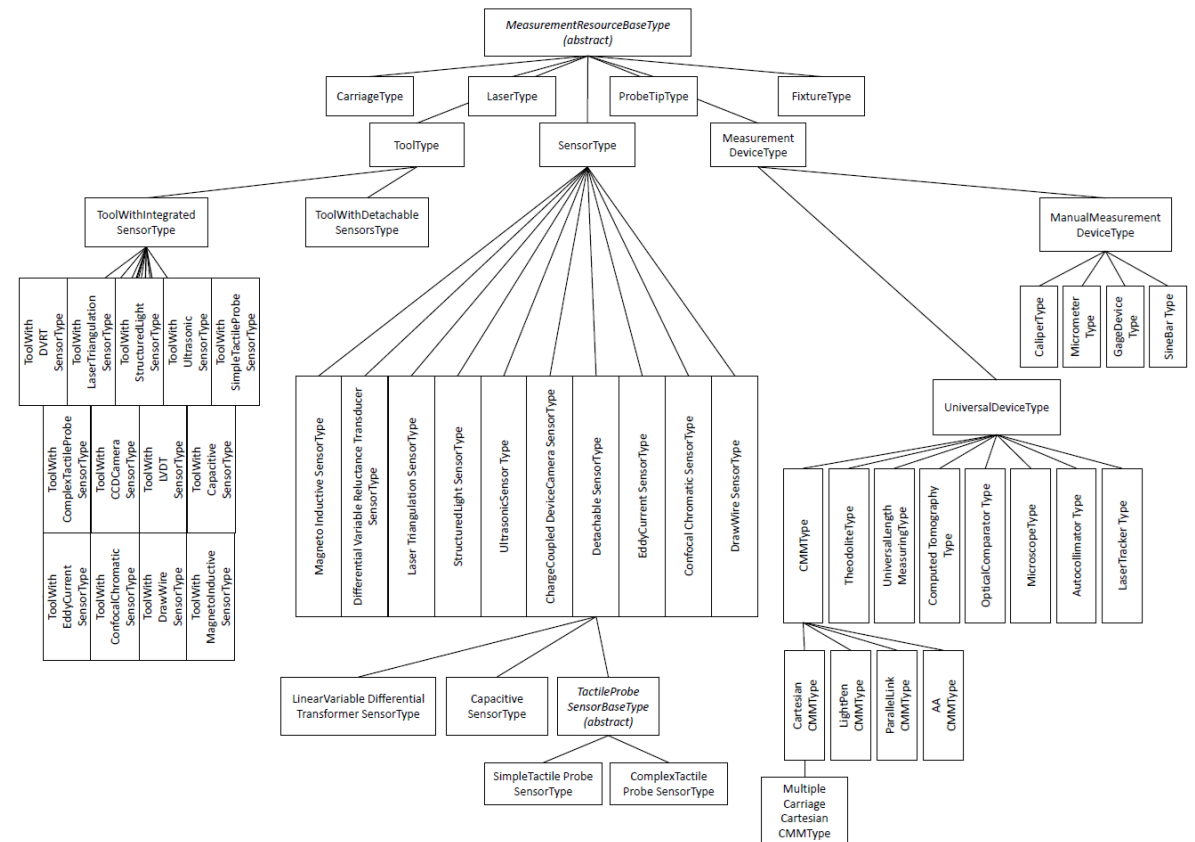 MeasurementResourceBaseType
(abstract)
CarriageType
LaserType
ProbeTipType
FixtureType
ToolType
SensorType
Measurement
DeviceType
ToolWithIntegrated
SensorType
ToolWithDetachable
SensorsType
ManualMeasurement
DeviceType
ToolWith
DVRT
SensorType
ToolWith
LaserTriangulation
SensorType
ToolWith
StructuredLight
SensorType
ToolWith
Ultrasonic
SensorType
ToolWith
SimpleTactileProbe
SensorType
CaliperType
Micrometer
Type
GageDevice
Type
SineBar Type
ToolWith
ComplexTactileProbe
SensorType
ToolWith
CCDCamera
SensorType
ToolWith
LVDT
SensorType
ToolWith
Capacitive
SensorType
ToolWith
EddyCurrent
SensorType
ToolWith
ConfocalChromatic
SensorType
ToolWith
DrawWire
SensorType
ToolWith
MagnetoInductive
SensorType
Magneto Inductive SensorType
Differential Variable Reluctance Transducer
SensorType
Laser Triangulation SensorType
StructuredLight SensorType
UltrasonicSensor Type
ChargeCoupled DeviceCamera SensorType
Detachable SensorType
EddyCurrent SensorType
Confocal Chromatic SensorType
DrawWire SensorType
UniversalDeviceType
CMMType
TheodoliteType
UniversalLength
MeasuringType
Computed Tomography
Type
OpticalComparator Type
MicroscopeType
Autocollimator Type
LaserTracker Type
LinearVariable Differential
Transformer SensorType
Capacitive
SensorType
TactileProbe
SensorBaseType
(abstract)
Cartesian
CMMType
LightPen
CMMType
ParallelLink
CMMType
AA
CMMType
SimpleTactile Probe
SensorType
ComplexTactile
Probe SensorType
Multiple
Carriage
Cartesian
CMMType